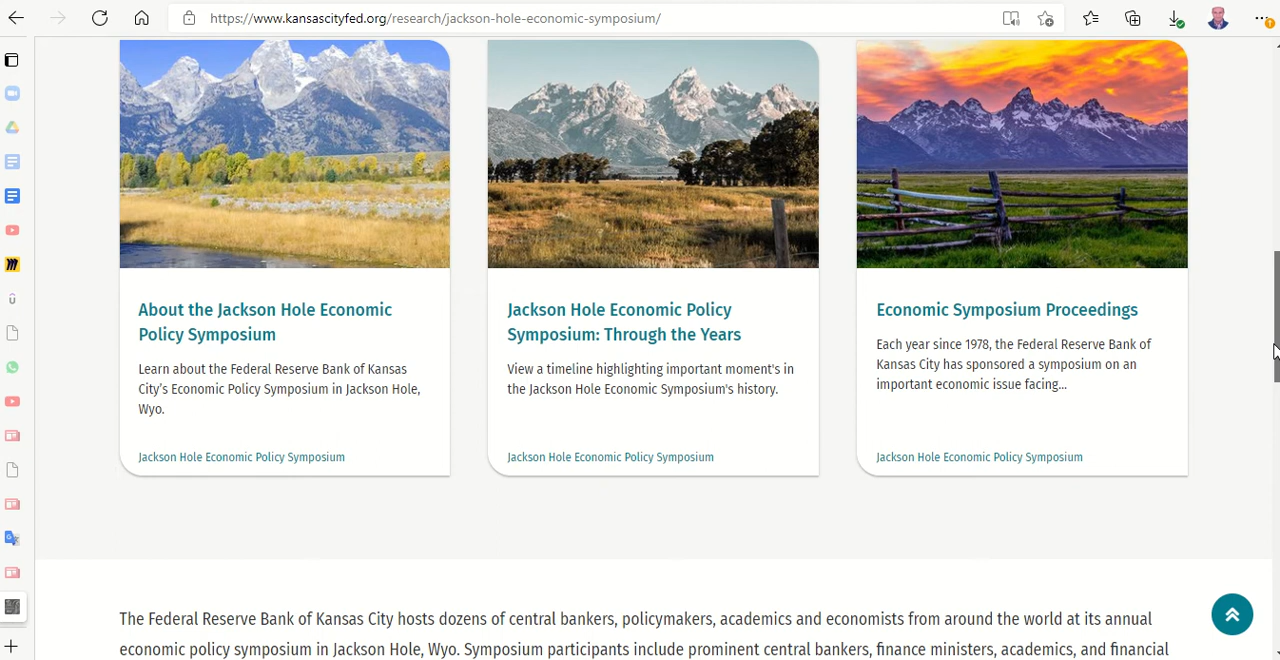 https://www.kansascityfed.org/research/jackson-hole-economic-symposium/
About the Jackson Hole Economic
Policy Symposium
Learn about the Federal Reserve Bank of Kansas
City’s Economic Policy Symposium in Jackson Hole,
Wyo.
Jackson Hole Economic Policy Symposium
Jackson Hole Economic Policy
Symposium: Through the Years
View a timeline highlighting important moment's in
the Jackson Hole Economic Symposium's history.
Jackson Hole Economic Policy Symposium
Economic Symposium Proceedings
Each year since 1978, the Federal Reserve Bank of
Kansas City has sponsored a symposium on an
important economic issue facing...
Jackson Hole Economic Policy Symposium
The Federal Reserve Bank of Kansas City hosts dozens of central bankers, policymakers, academics and economists from around the world at its annual
economic policy symposium in Jackson Hole, Wyo. Symposium participants include prominent central bankers, finance ministers, academics, and financial